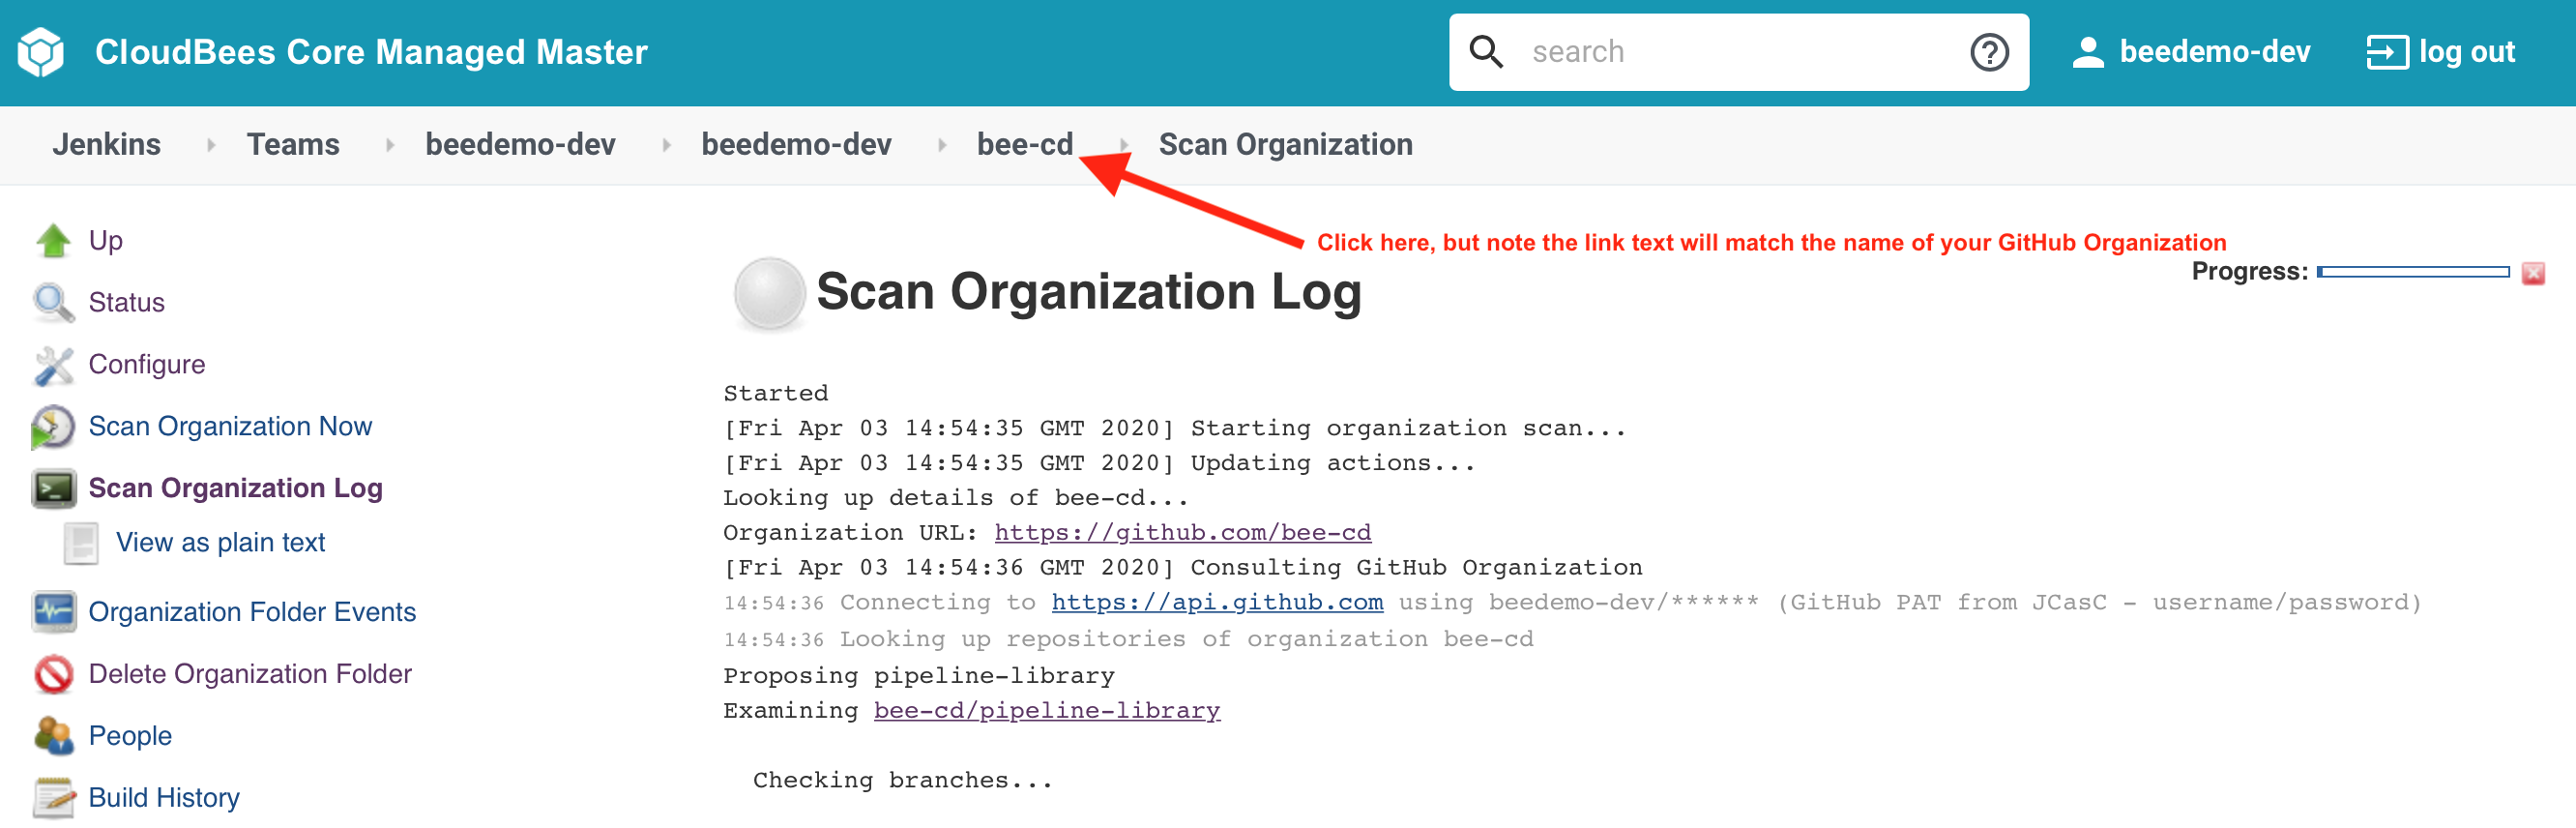 CloudBees Core Managed Master
search
beedemo-dev
log out
Jenkins Teams beedemo-dev beedemo-dev bee-cd Scan Organization
Click here, but note the link text will match the name of your GitHub Organization
Progress:
Up
Status
Configure
Scan Organization Now
Scan Organization Log
View as plain text
Organization Folder Events
Delete Organization Folder
People
Build History
Scan Organization Log
Started
[Fri Apr 03 14:54:35 GMT 2020] Starting organization scan...
[Fri Apr 03 14:54:35 GMT 2020] Updating actions...
Looking up details of bee-cd...
Organization URL: https://github.com/bee-cd
[Fri Apr 03 14:54:36 GMT 2020] Consulting GitHub Organization
14:54:36 Connecting to https://api.github.com using beedemo-dev/****** (GitHub PAT from JCasC - username/password)
14:54:36 Looking up repositories of organization bee-cd
Proposing pipeline-library
Examining bee-cd/pipeline-library
Checking branches...